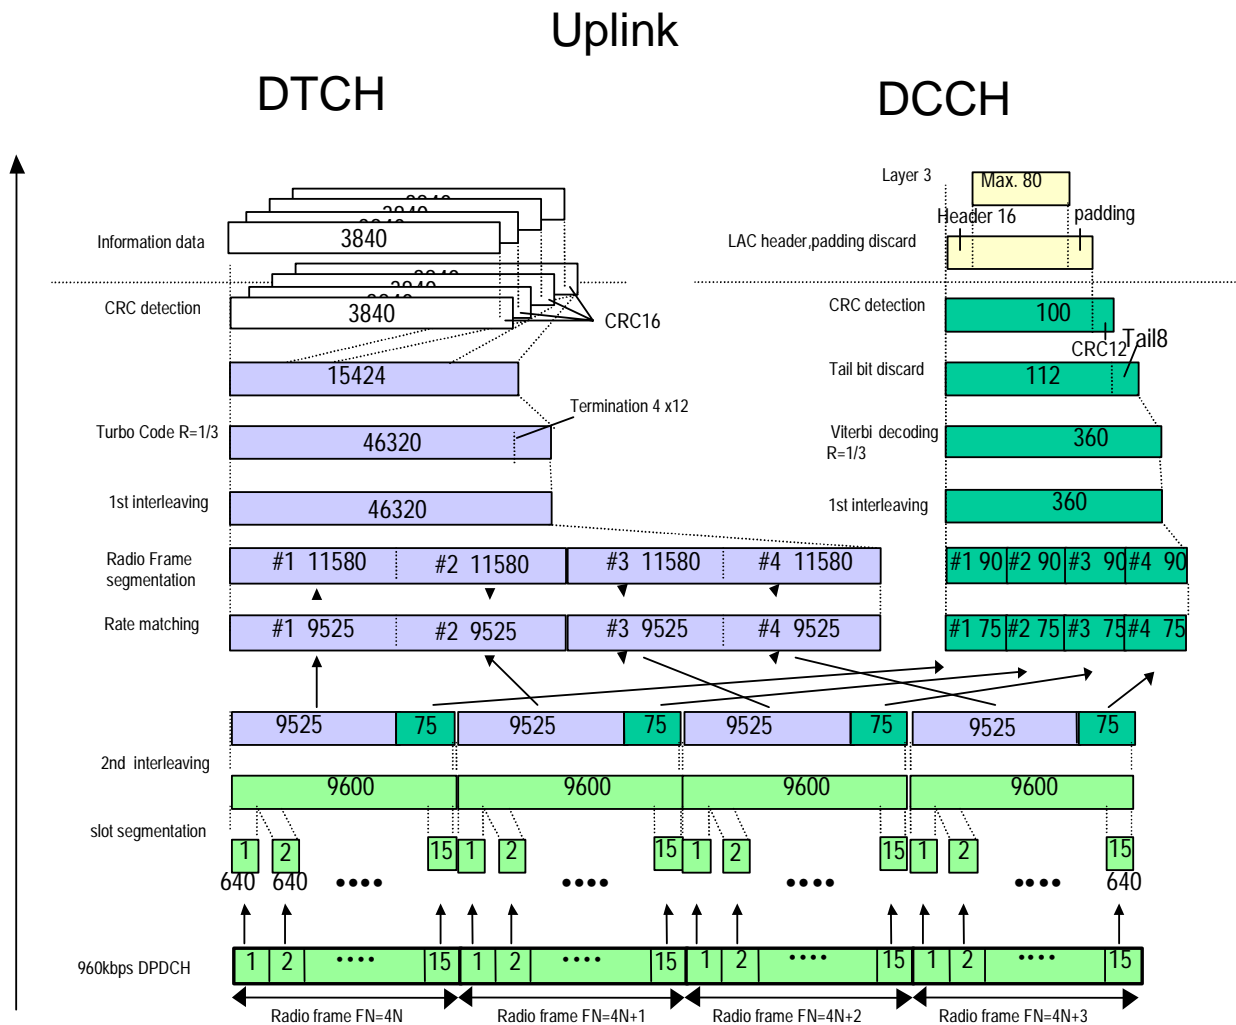 Uplink
DTCH
DCCH
Layer 3
Max. 80
3840
3840
3840
Header 16
padding
Information data
3840
LAC header,padding discard
3840
3840
3840
CRC detection
3840
CRC16
CRC detection
100
CRC12
Tail8
15424
Tail bit discard
112
Termination 4 x12
Turbo Code R=1/3
46320
Viterbi decoding
R=1/3
360
1st interleaving
46320
1st interleaving
360
Radio Frame
segmentation
#1 11580 #2 11580 #3 11580 #4 11580
#1 90 #2 90 #3 90 #4 90
Rate matching
#1 9525 #2 9525 #3 9525 #4 9525
#1 75 #2 75 #3 75 #4 75
9525 75 9525 75 9525 75 9525 75
2nd interleaving
9600 9600 9600 9600
slot segmentation
1 2 15 1 2 15 1 2 15 1 2 15
640 640 •••• •••• •••• •••• 640
960kbps DPDCH
1 2 •••• 15 1 2 •••• 15 1 2 •••• 15 1 2 •••• 15
Radio frame FN=4N Radio frame FN=4N+1 Radio frame FN=4N+2 Radio frame FN=4N+3